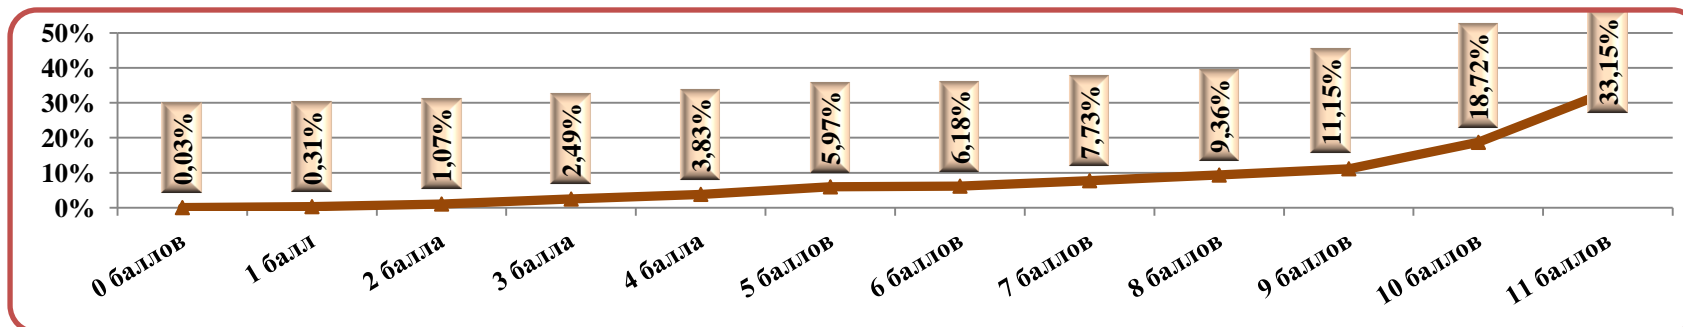 50%
40%
30%
20%
10%
0%
0,03%
0,31%
1,07%
2,49%
3,83%
5,97%
6,18%
7,73%
9,36%
11,15%
18,72%
33,15%
0 баллов
1 балл
2 балла
3 балла
4 балла
5 баллов
6 баллов
7 баллов
8 баллов
9 баллов
10 баллов
11 баллов